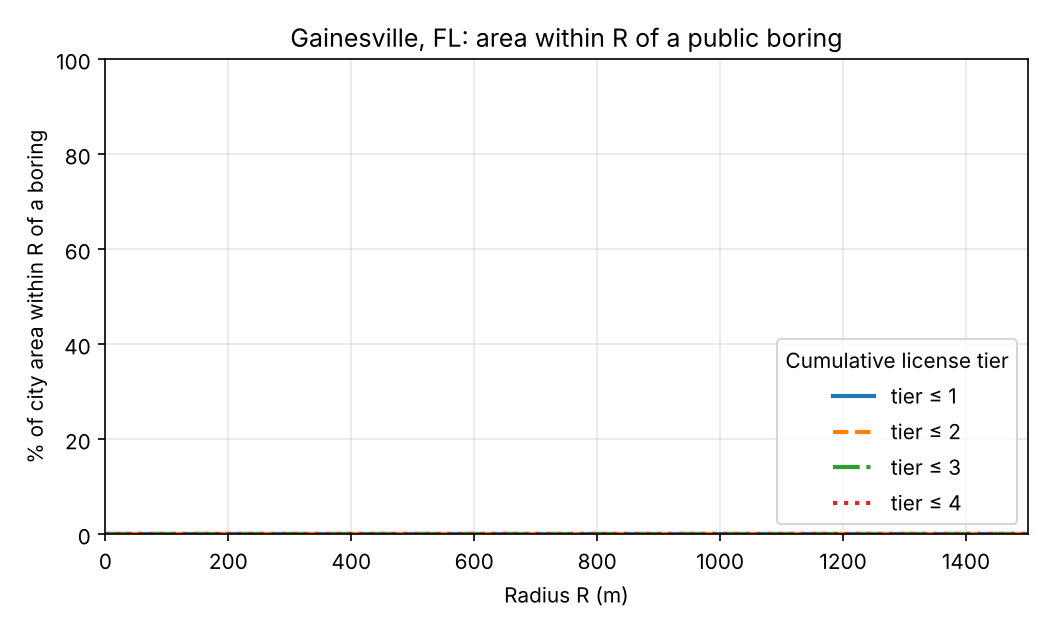 Gainesville, FL: area within R of a public boring
% of city area within R of a boring
100
80
60
40
20
0
Cumulative license tier
tier ≤ 1
tier ≤ 2
tier ≤ 3
tier ≤ 4
0 200 400 600 800 1000 1200 1400
Radius R (m)